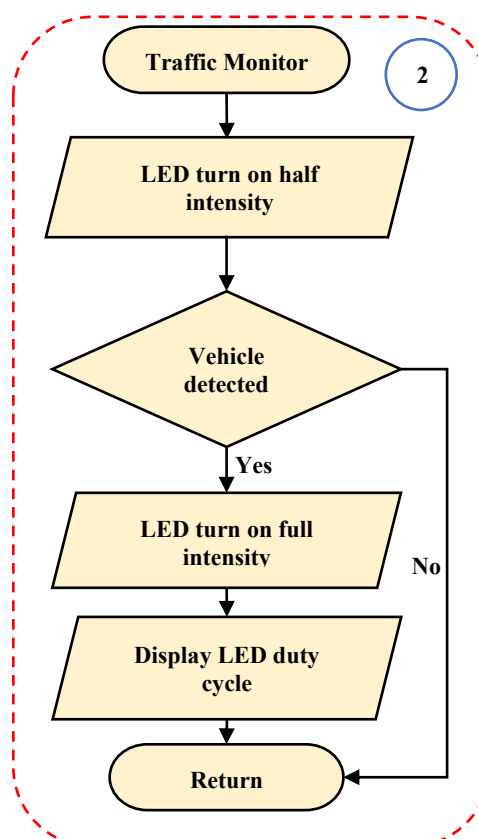 Traffic Monitor
2
LED turn on half
intensity
Vehicle
detected
Yes
LED turn on full
intensity
No
Display LED duty
cycle
Return